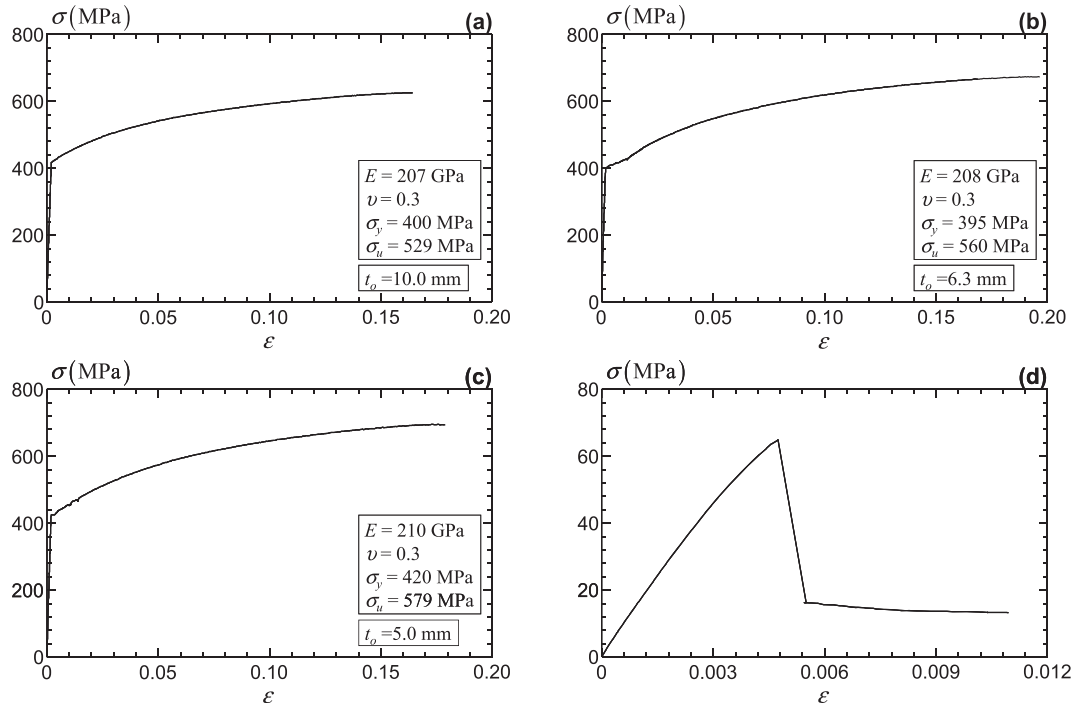 σ(MPa)
(a)
800
600
400
200
0
E = 207 GPa
υ = 0.3
σy = 400 MPa
σu = 529 MPa
to =10.0 mm
0 0.05 0.10 0.15 0.20
ε
σ(MPa)
(b)
800
600
400
200
0
E = 208 GPa
υ = 0.3
σy = 395 MPa
σu = 560 MPa
to =6.3 mm
0 0.05 0.10 0.15 0.20
ε
σ(MPa)
(c)
800
600
400
200
0
E = 210 GPa
υ = 0.3
σy = 420 MPa
σu = 579 MPa
to =5.0 mm
0 0.05 0.10 0.15 0.20
ε
σ(MPa)
(d)
80
60
40
20
0
0 0.003 0.006 0.009 0.012
ε